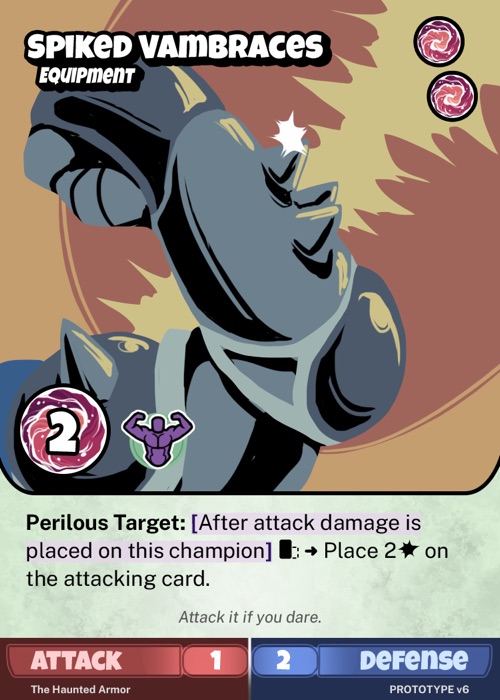 SPIKED VAMBRACES
EQUIPMENT
2
Perilous Target: [After attack damage is
placed on this champion] ➜ Place 2 on
the attacking card.
Attack it if you dare.
ATTACK 1 2 DEFENSE
The Haunted Armor PROTOTYPE v6